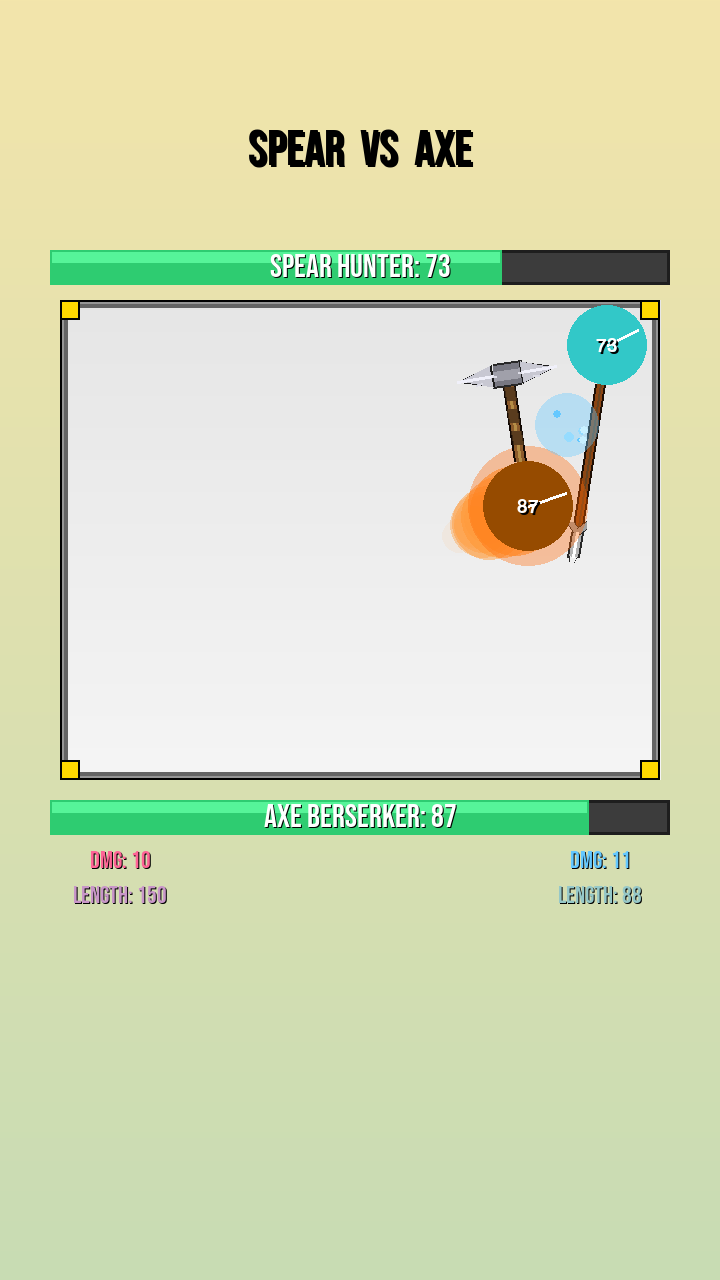 SPEAR VS AXE
SPEAR HUNTER: 73
73
87
AXE BERSERKER: 87
DMG: 10
DMG: 11
LENGTH: 150
LENGTH: 88